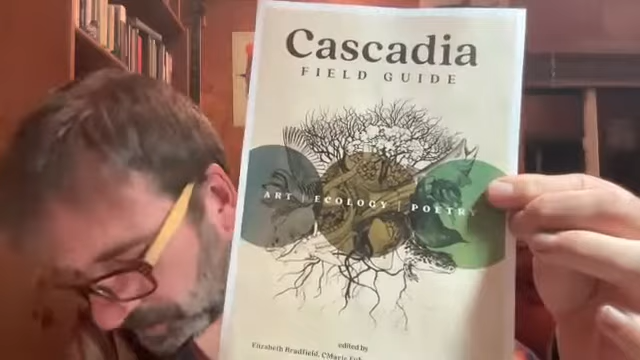 Cascadia
FIELD GUIDE
ART | ECOLOGY | POETRY
edited by
Elizabeth Bradfield, CMarie